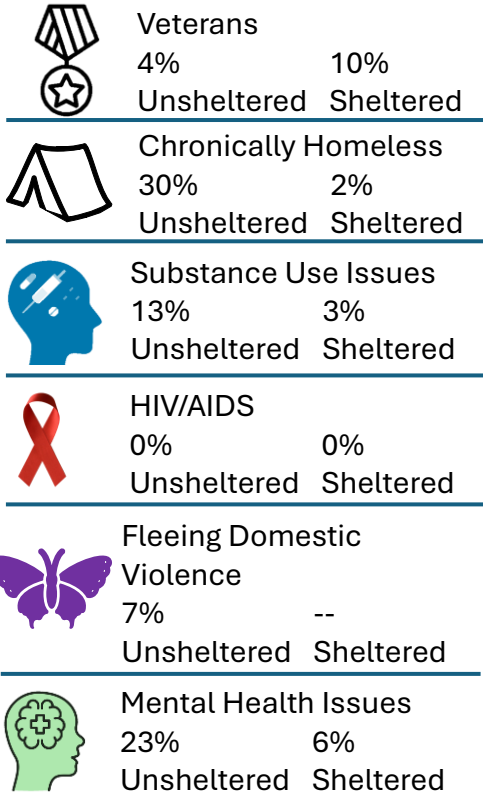 Veterans
4% 10%
Unsheltered Sheltered
Chronically Homeless
30% 2%
Unsheltered Sheltered
Substance Use Issues
13% 3%
Unsheltered Sheltered
HIV/AIDS
0% 0%
Unsheltered Sheltered
Fleeing Domestic
Violence
7% --
Unsheltered Sheltered
Mental Health Issues
23% 6%
Unsheltered Sheltered